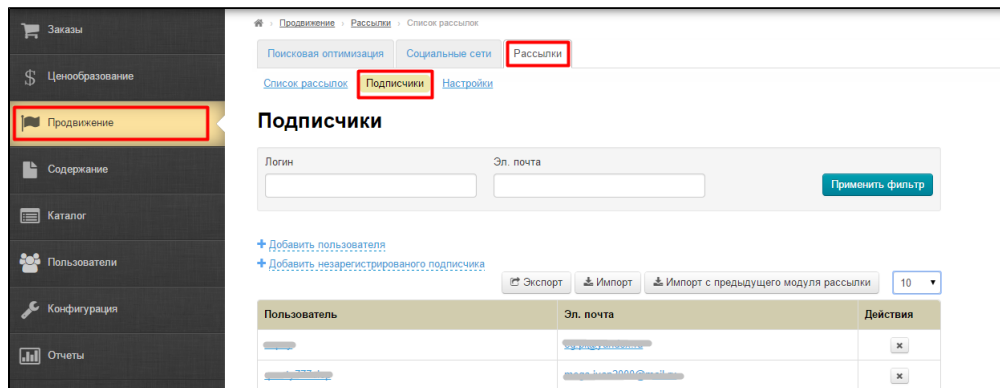 Заказы
Ценообразование
Продвижение
Содержание
Каталог
Пользователи
Конфигурация
Отчеты
Продвижение › Рассылки › Список рассылок
Поисковая оптимизация Социальные сети Рассылки
Список рассылок Подписчики Настройки
Подписчики
Логин Эл. почта
Применить фильтр
+ Добавить пользователя
+ Добавить незарегистрированого подписчика
Экспорт Импорт Импорт с предыдущего модуля рассылки 10
Пользователь Эл. почта Действия